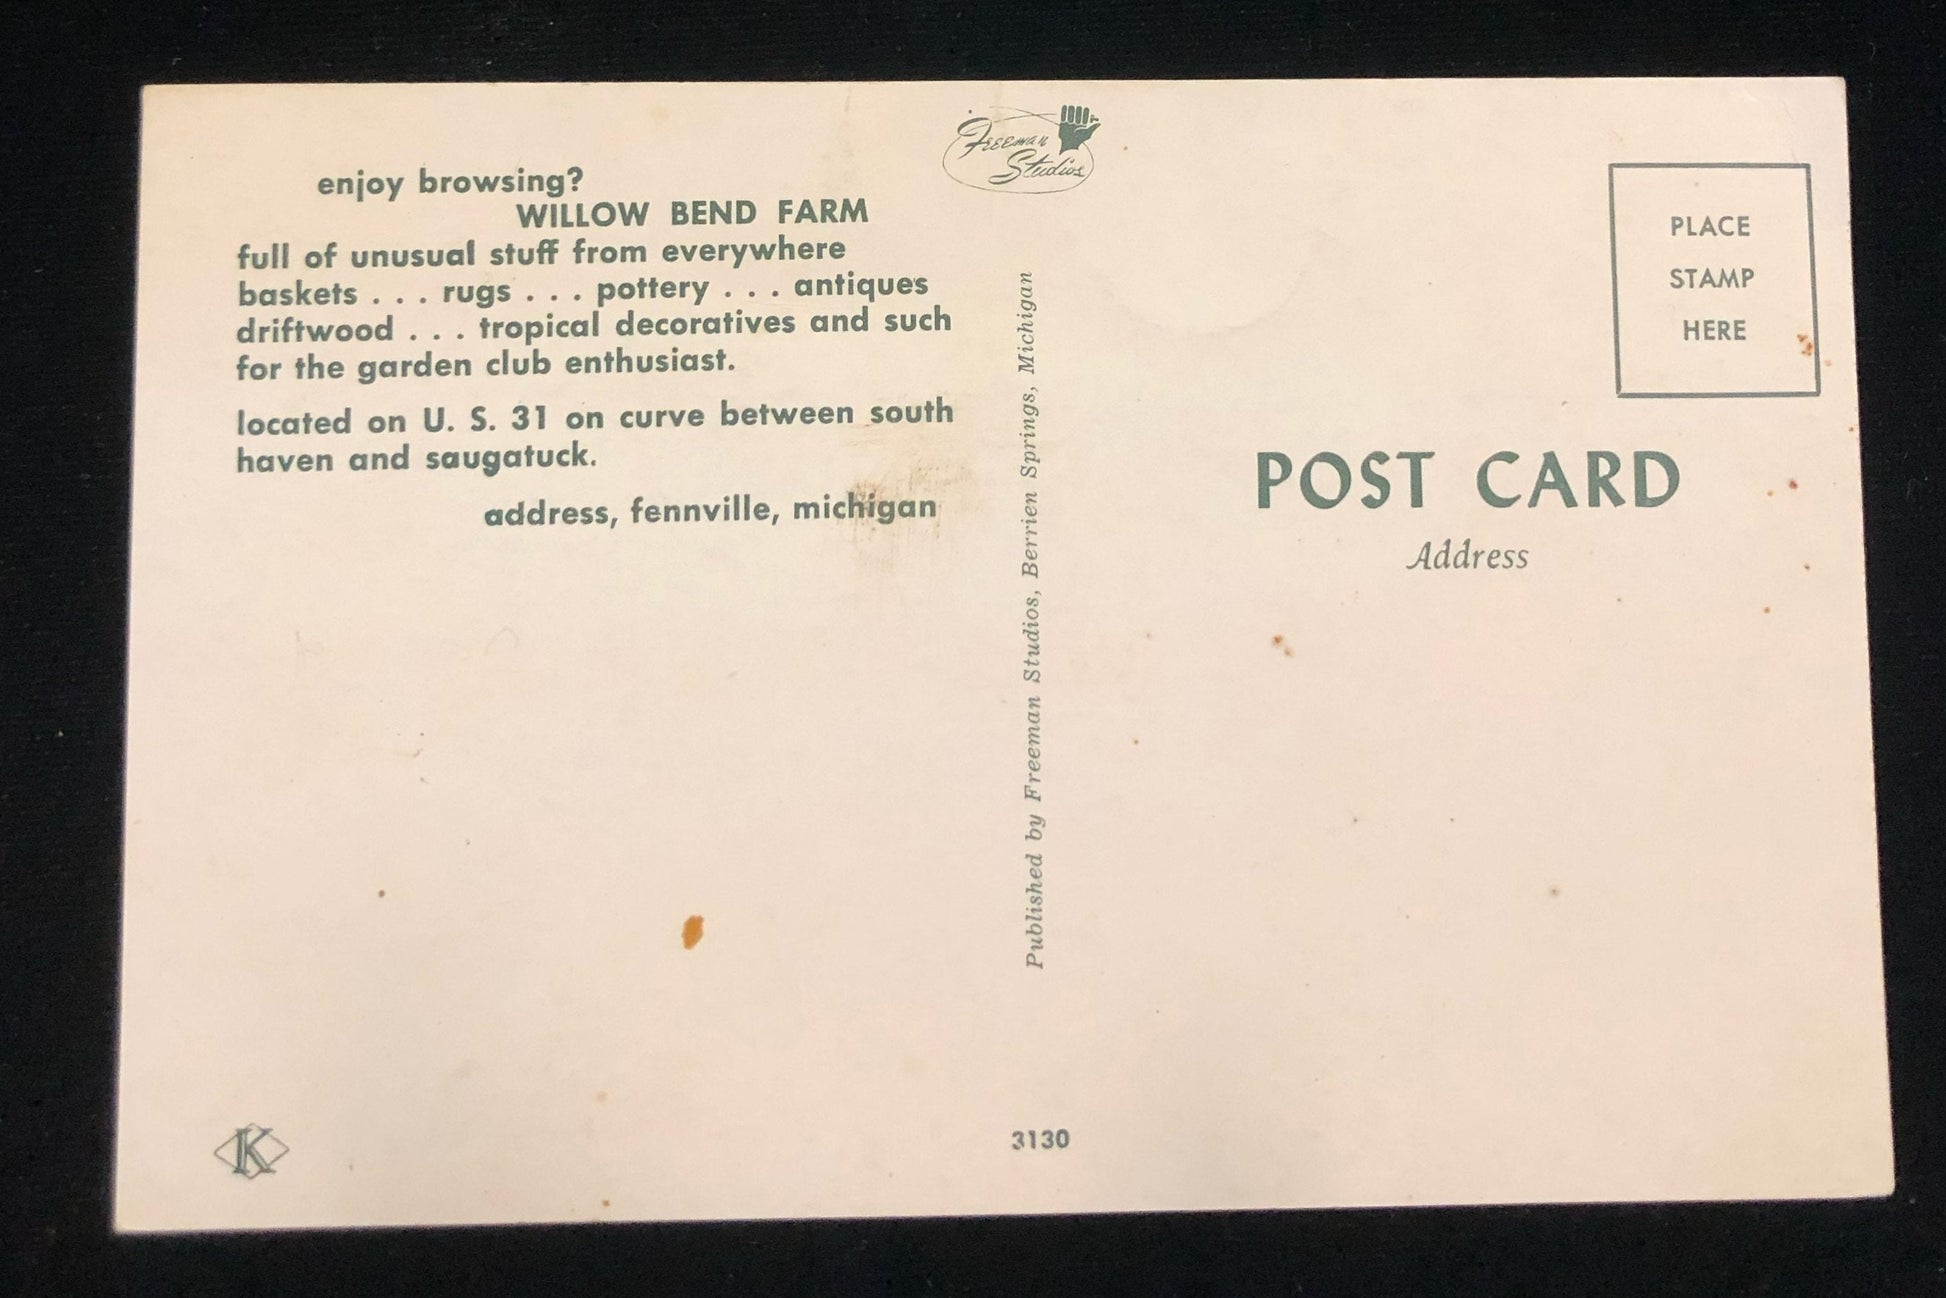 enjoy browsing?
WILLOW BEND FARM
full of unusual stuff from everywhere
baskets . . . rugs . . . pottery . . . antiques
driftwood . . . tropical decoratives and such
for the garden club enthusiast.
located on U. S. 31 on curve between south
haven and saugatuck.
address, fennville, michigan
K
Freeman
Studios
Published by Freeman Studios, Berrien Springs, Michigan
3130
PLACE
STAMP
HERE
POST CARD
Address